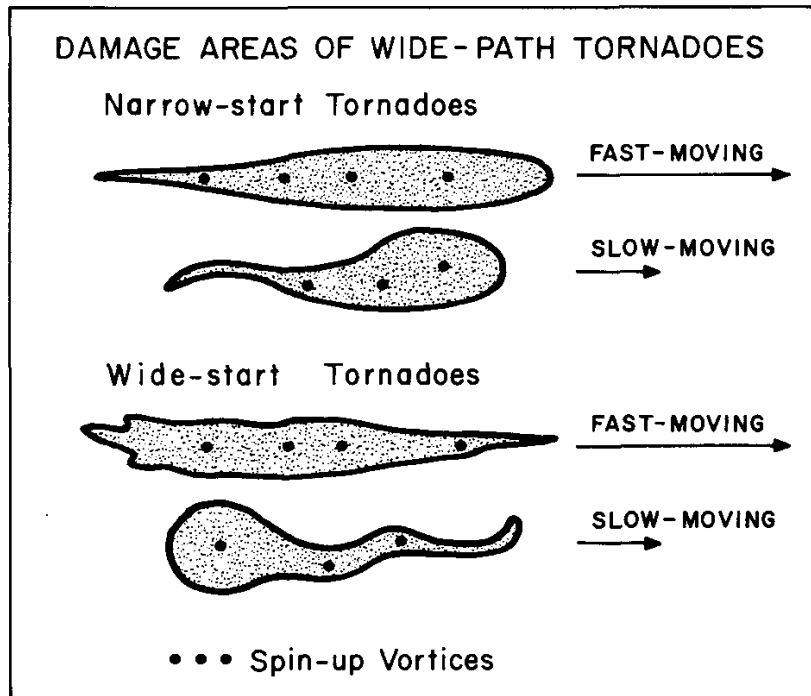 DAMAGE AREAS OF WIDE-PATH TORNADOES
Narrow-start Tornadoes
FAST-MOVING
SLOW-MOVING
Wide-start Tornadoes
FAST-MOVING
SLOW-MOVING
• • • Spin-up Vortices